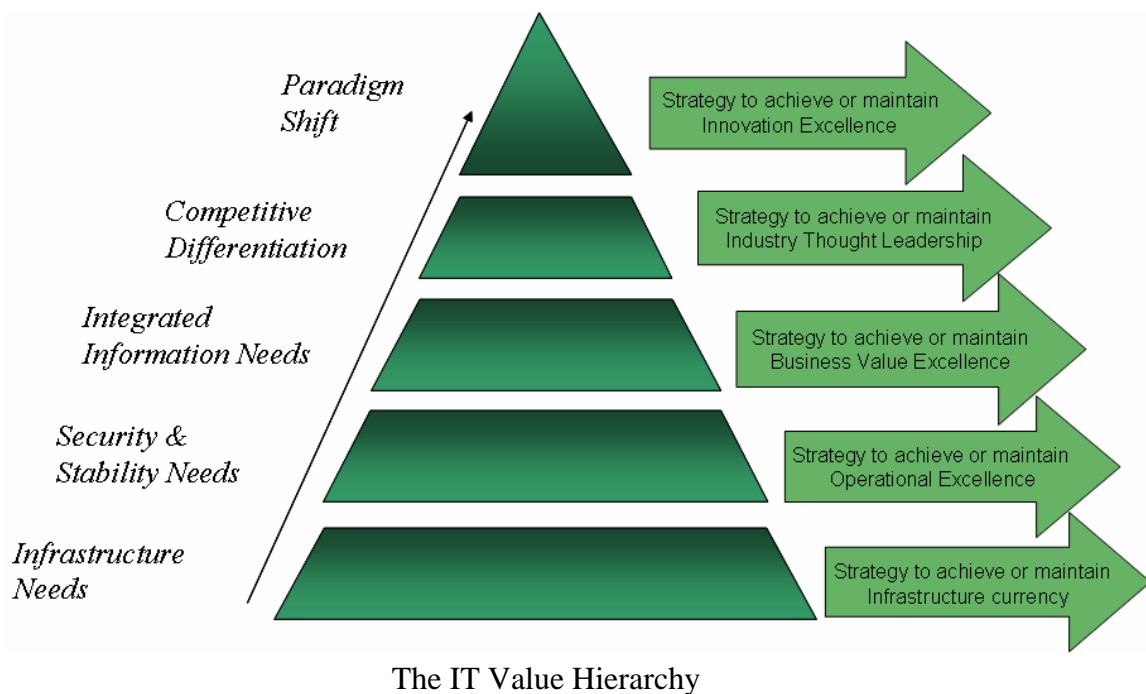 Paradigm
Shift
Strategy to achieve or maintain
Innovation Excellence
Competitive
Differentiation
Strategy to achieve or maintain
Industry Thought Leadership
Integrated
Information Needs
Strategy to achieve or maintain
Business Value Excellence
Security &
Stability Needs
Strategy to achieve or maintain
Operational Excellence
Infrastructure
Needs
Strategy to achieve or maintain
Infrastructure currency
The IT Value Hierarchy